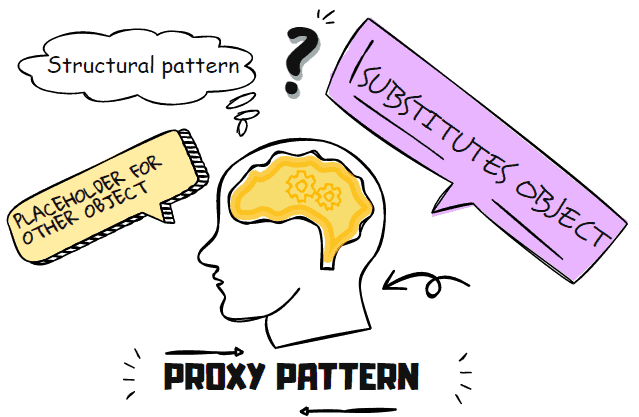 Structural pattern
?
SUBSTITUTES OBJECT
PLACEHOLDER FOR
OTHER OBJECT
PROXY PATTERN